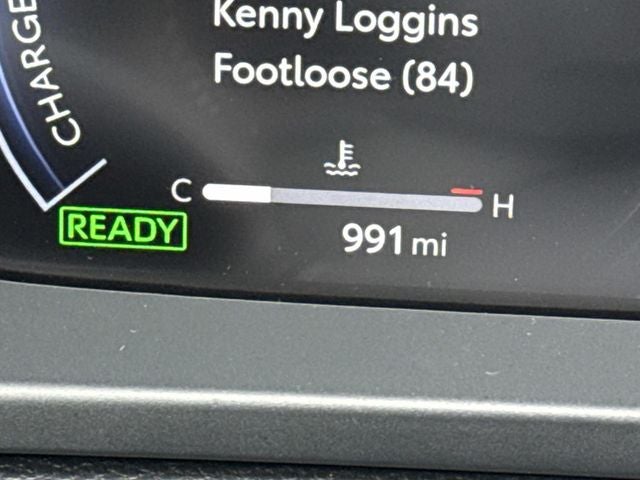 Kenny Loggins
Footloose (84)
CHARGE
C H
READY
991 mi